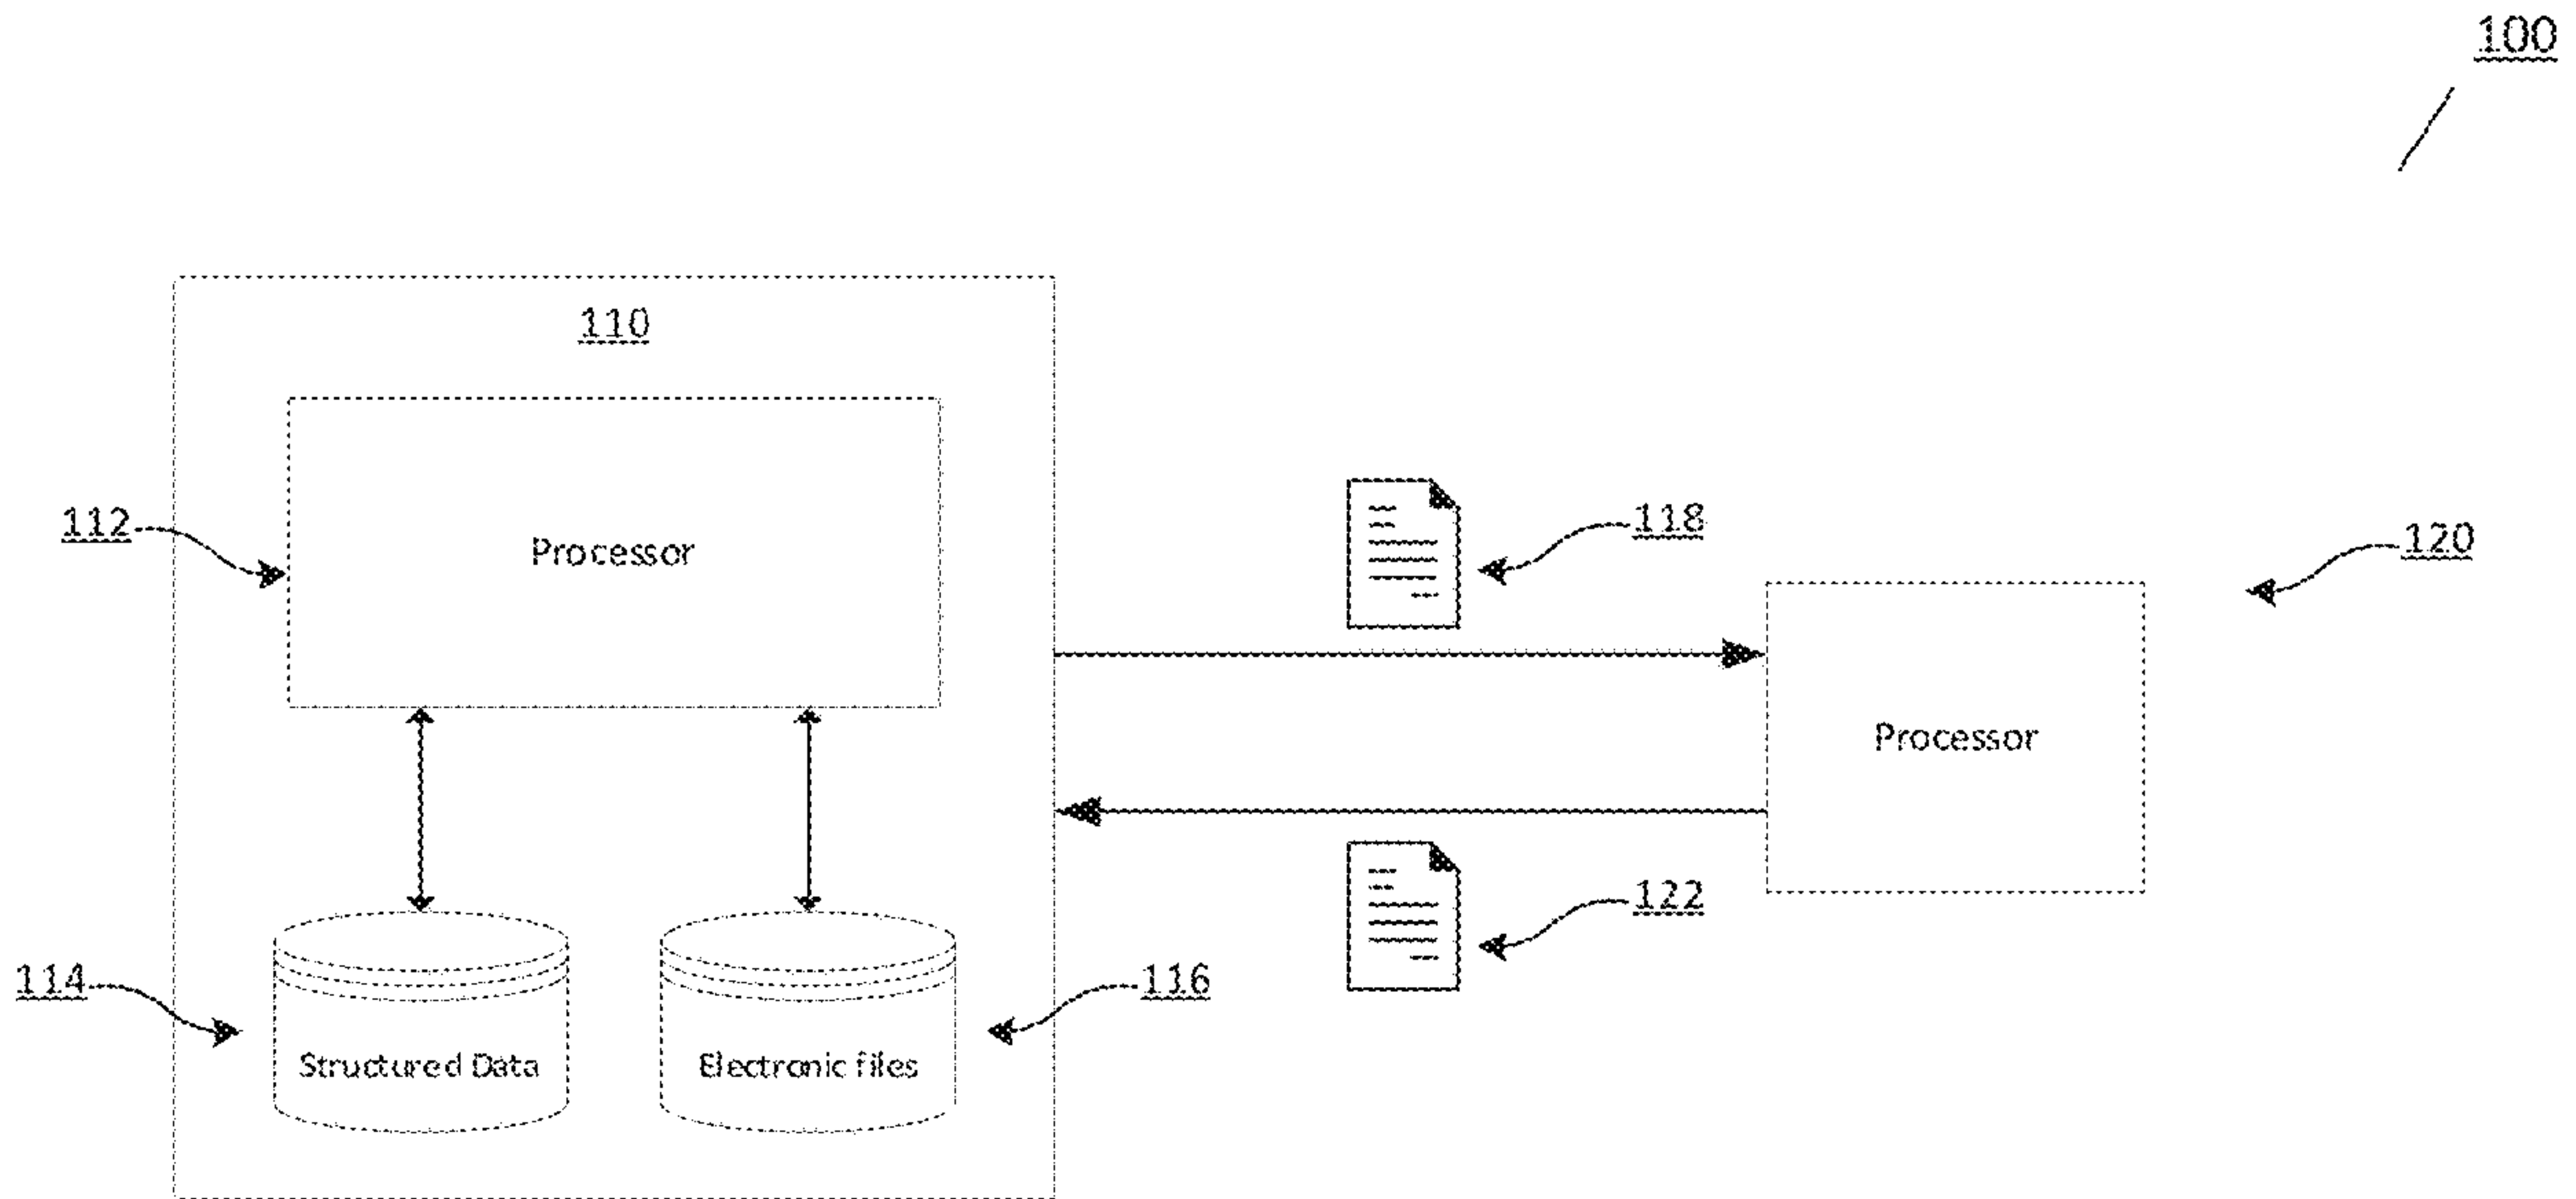 100
110
112
Processor
118
120
Processor
122
114
116
Structured Data
Electronic files